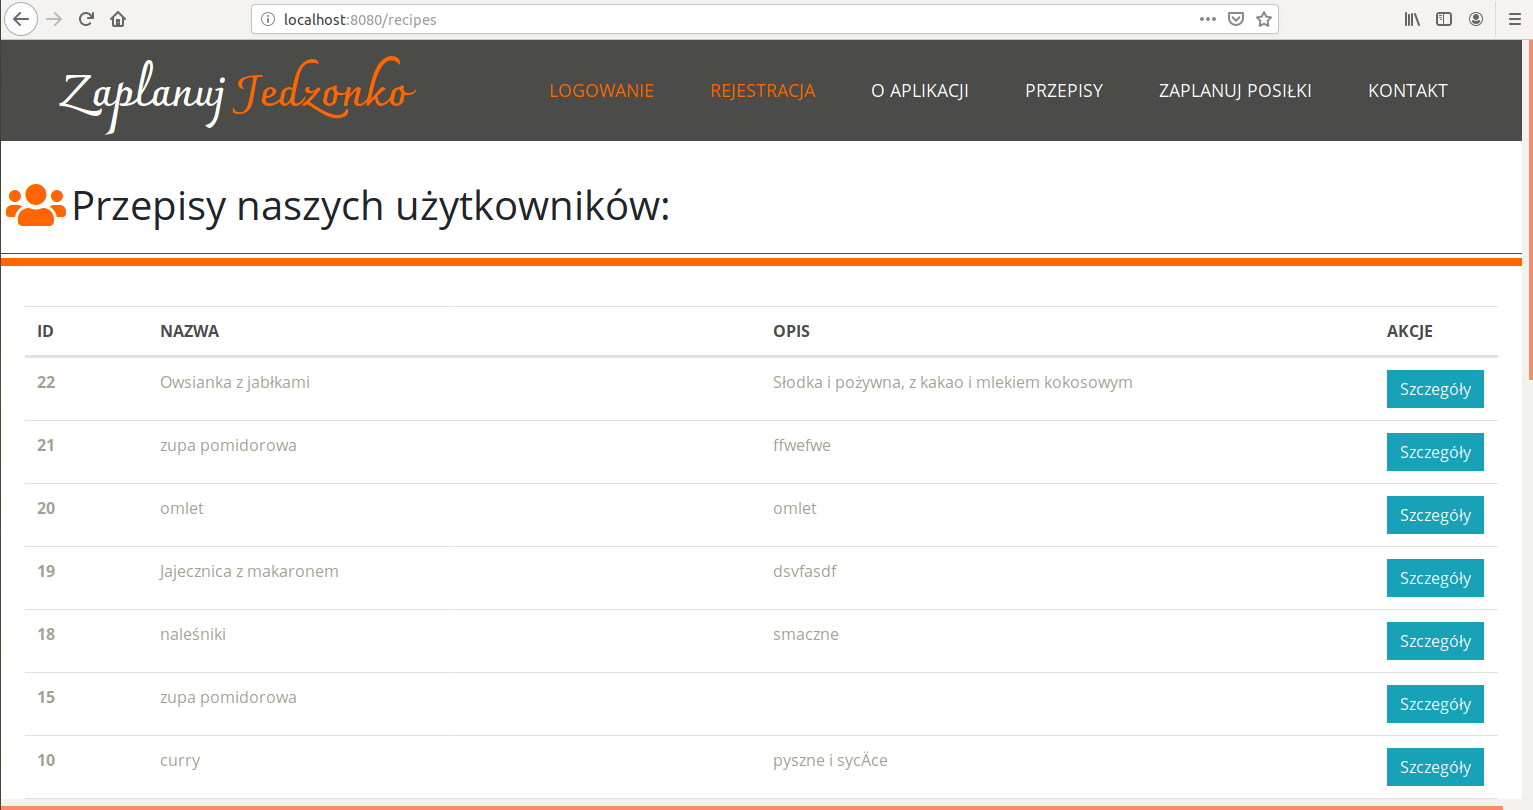 localhost:8080/recipes
Zaplanuj Jedzonko LOGOWANIE REJESTRACJA O APLIKACJI PRZEPISY ZAPLANUJ POSIŁKI KONTAKT
Przepisy naszych użytkowników:
ID NAZWA OPIS AKCJE
22 Owsianka z jabłkami Słodka i pożywna, z kakao i mlekiem kokosowym Szczegóły
21 zupa pomidorowa ffwefwe Szczegóły
20 omlet omlet Szczegóły
19 Jajecznica z makaronem dsvfasdf Szczegóły
18 naleśniki smaczne Szczegóły
15 zupa pomidorowa Szczegóły
10 curry pyszne i sycÄce Szczegóły